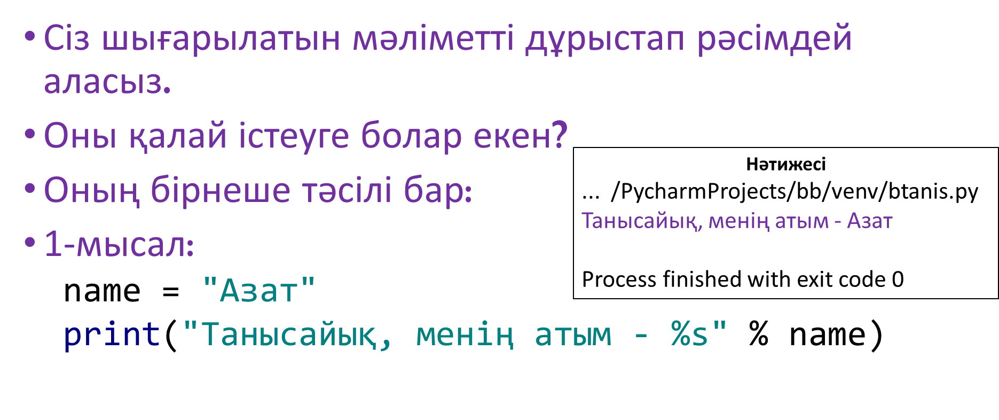 • Сіз шығарылатын мәліметті дұрыстап рәсімдей
аласыз.
• Оны қалай істеуге болар екен?
• Оның бірнеше тәсілі бар:
• 1-мысал:
name = "Азат"
print("Танысайық, менің атым - %s" % name)
Нәтижесі
... /PycharmProjects/bb/venv/btanis.py
Танысайық, менің атым - Азат
Process finished with exit code 0